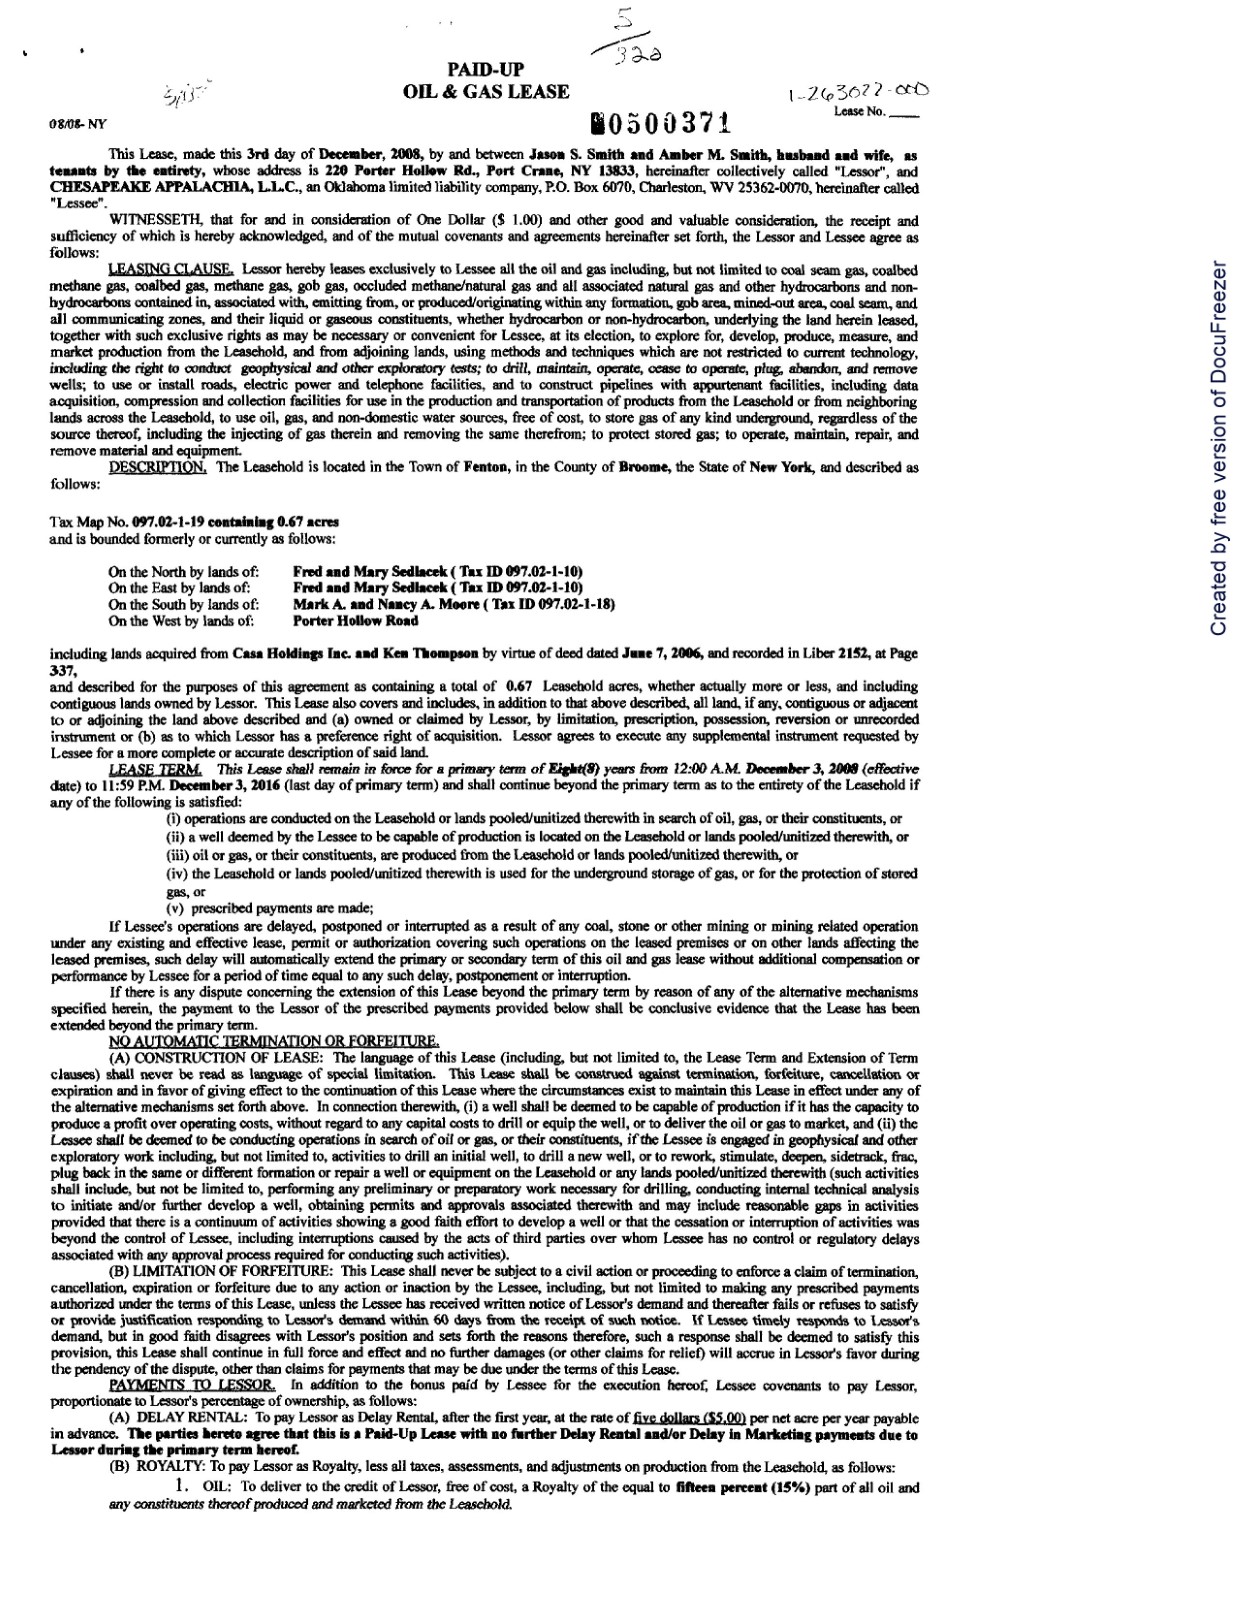 5
320
PAID-UP
OIL & GAS LEASE
1-263022-000
Lease No.
08/08- NY
0500371
This Lease, made this 3rd day of December, 2008, by and between Jason S. Smith and Amber M. Smith, husband and wife, as
tenants by the entirety, whose address is 220 Porter Hollow Rd., Port Crane, NY 13833, hereinafter collectively called "Lessor", and
CHESAPEAKE APPALACHIA, L.L.C., an Oklahoma limited liability company, P.O. Box 6070, Charleston, WV 25362-0070, hereinafter called
"Lessee".
WITNESSETH, that for and in consideration of One Dollar ($ 1.00) and other good and valuable consideration, the receipt and
sufficiency of which is hereby acknowledged, and of the mutual covenants and agreements hereinafter set forth, the Lessor and Lessee agree as
follows:
LEASING CLAUSE. Lessor hereby leases exclusively to Lessee all the oil and gas including, but not limited to coal seam gas, coalbed
methane gas, coalbed gas, methane gas, gob gas, occluded methane/natural gas and all associated natural gas and other hydrocarbons and non-
hydrocarbons contained in, associated with, emitting from, or produced/originating within any formation, gob area, mined-out area, coal seam, and
all communicating zones, and their liquid or gaseous constituents, whether hydrocarbon or non-hydrocarbon, underlying the land herein leased,
together with such exclusive rights as may be necessary or convenient for Lessee, at its election, to explore for, develop, produce, measure, and
market production from the Leasehold, and from adjoining lands, using methods and techniques which are not restricted to current technology,
including the right to conduct geophysical and other exploratory tests; to drill, maintain, operate, cease to operate, plug, abandon, and remove
wells; to use or install roads, electric power and telephone facilities, and to construct pipelines with appurtenant facilities, including data
acquisition, compression and collection facilities for use in the production and transportation of products from the Leasehold or from neighboring
lands across the Leasehold, to use oil, gas, and non-domestic water sources, free of cost, to store gas of any kind underground, regardless of the
source thereof, including the injecting of gas therein and removing the same therefrom; to protect stored gas; to operate, maintain, repair, and
remove material and equipment.
DESCRIPTION. The Leasehold is located in the Town of Fenton, in the County of Broome, the State of New York, and described as
follows:
Tax Map No. 097.02-1-19 containing 0.67 acres
and is bounded formerly or currently as follows:
On the North by lands of: Fred and Mary Sedlacek ( Tax ID 097.02-1-10)
On the East by lands of: Fred and Mary Sedlacek ( Tax ID 097.02-1-10)
On the South by lands of: Mark A. and Nancy A. Moore ( Tax ID 097.02-1-18)
On the West by lands of: Porter Hollow Road
including lands acquired from Casa Holdings Inc. and Ken Thompson by virtue of deed dated June 7, 2006, and recorded in Liber 2152, at Page
337,
and described for the purposes of this agreement as containing a total of 0.67 Leasehold acres, whether actually more or less, and including
contiguous lands owned by Lessor. This Lease also covers and includes, in addition to that above described, all land, if any, contiguous or adjacent
to or adjoining the land above described and (a) owned or claimed by Lessor, by limitation, prescription, possession, reversion or unrecorded
instrument or (b) as to which Lessor has a preference right of acquisition. Lessor agrees to execute any supplemental instrument requested by
Lessee for a more complete or accurate description of said land.
LEASE TERM. This Lease shall remain in force for a primary term of Eight(8) years from 12:00 A.M. December 3, 2008 (effective
date) to 11:59 P.M. December 3, 2016 (last day of primary term) and shall continue beyond the primary term as to the entirety of the Leasehold if
any of the following is satisfied:
(i) operations are conducted on the Leasehold or lands pooled/unitized therewith in search of oil, gas, or their constituents, or
(ii) a well deemed by the Lessee to be capable of production is located on the Leasehold or lands pooled/unitized therewith, or
(iii) oil or gas, or their constituents, are produced from the Leasehold or lands pooled/unitized therewith, or
(iv) the Leasehold or lands pooled/unitized therewith is used for the underground storage of gas, or for the protection of stored
gas, or
(v) prescribed payments are made;
If Lessee's operations are delayed, postponed or interrupted as a result of any coal, stone or other mining or mining related operation
under any existing and effective lease, permit or authorization covering such operations on the leased premises or on other lands affecting the
leased premises, such delay will automatically extend the primary or secondary term of this oil and gas lease without additional compensation or
performance by Lessee for a period of time equal to any such delay, postponement or interruption.
If there is any dispute concerning the extension of this Lease beyond the primary term by reason of any of the alternative mechanisms
specified herein, the payment to the Lessor of the prescribed payments provided below shall be conclusive evidence that the Lease has been
extended beyond the primary term.
NO AUTOMATIC TERMINATION OR FORFEITURE.
(A) CONSTRUCTION OF LEASE: The language of this Lease (including, but not limited to, the Lease Term and Extension of Term
clauses) shall never be read as language of special limitation. This Lease shall be construed against termination, forfeiture, cancellation or
expiration and in favor of giving effect to the continuation of this Lease where the circumstances exist to maintain this Lease in effect under any of
the alternative mechanisms set forth above. In connection therewith, (i) a well shall be deemed to be capable of production if it has the capacity to
produce a profit over operating costs, without regard to any capital costs to drill or equip the well, or to deliver the oil or gas to market, and (ii) the
Lessee shall be deemed to be conducting operations in search of oil or gas, or their constituents, if the Lessee is engaged in geophysical and other
exploratory work including, but not limited to, activities to drill an initial well, to drill a new well, or to rework, stimulate, deepen, sidetrack, frac,
plug back in the same or different formation or repair a well or equipment on the Leasehold or any lands pooled/unitized therewith (such activities
shall include, but not be limited to, performing any preliminary or preparatory work necessary for drilling, conducting internal technical analysis
to initiate and/or further develop a well, obtaining permits and approvals associated therewith and may include reasonable gaps in activities
provided that there is a continuum of activities showing a good faith effort to develop a well or that the cessation or interruption of activities was
beyond the control of Lessee, including interruptions caused by the acts of third parties over whom Lessee has no control or regulatory delays
associated with any approval process required for conducting such activities).
(B) LIMITATION OF FORFEITURE: This Lease shall never be subject to a civil action or proceeding to enforce a claim of termination,
cancellation, expiration or forfeiture due to any action or inaction by the Lessee, including, but not limited to making any prescribed payments
authorized under the terms of this Lease, unless the Lessee has received written notice of Lessor's demand and thereafter fails or refuses to satisfy
or provide justification responding to Lessor's demand within 60 days from the receipt of such notice. If Lessee timely responds to Lessor's
demand, but in good faith disagrees with Lessor's position and sets forth the reasons therefore, such a response shall be deemed to satisfy this
provision, this Lease shall continue in full force and effect and no further damages (or other claims for relief) will accrue in Lessor's favor during
the pendency of the dispute, other than claims for payments that may be due under the terms of this Lease.
PAYMENTS TO LESSOR. In addition to the bonus paid by Lessee for the execution hereof, Lessee covenants to pay Lessor,
proportionate to Lessor's percentage of ownership, as follows:
(A) DELAY RENTAL: To pay Lessor as Delay Rental, after the first year, at the rate of five dollars ($5.00) per net acre per year payable
in advance. The parties hereto agree that this is a Paid-Up Lease with no further Delay Rental and/or Delay in Marketing payments due to
Lessor during the primary term hereof.
(B) ROYALTY: To pay Lessor as Royalty, less all taxes, assessments, and adjustments on production from the Leasehold, as follows:
1. OIL: To deliver to the credit of Lessor, free of cost, a Royalty of the equal to fifteen percent (15%) part of all oil and
any constituents thereof produced and marketed from the Leasehold.
Created by free version of DocuFreezer